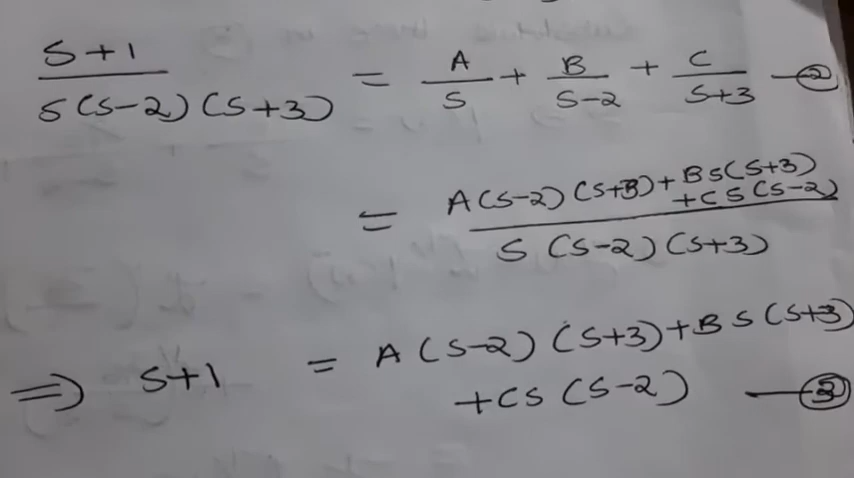 S+1 / S(S-2)(S+3) = A/S + B/S-2 + C/S+3 —②
= A(S-2)(S+3)+BS(S+3)+CS(S-2) / S(S-2)(S+3)
=> S+1 = A(S-2)(S+3)+BS(S+3)
+CS(S-2) —③